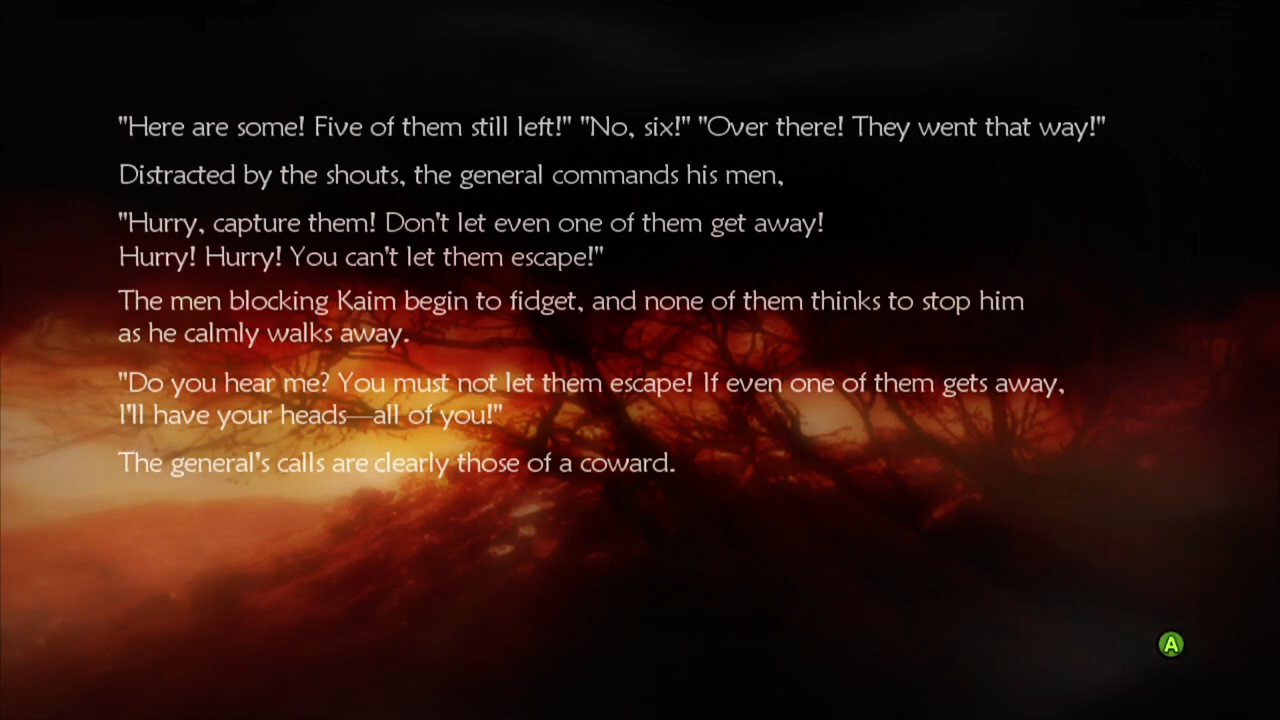 "Here are some! Five of them still left!" "No, six!" "Over there! They went that way!"
Distracted by the shouts, the general commands his men,
"Hurry, capture them! Don't let even one of them get away!
Hurry! Hurry! You can't let them escape!"
The men blocking Kaim begin to fidget, and none of them thinks to stop him
as he calmly walks away.
"Do you hear me? You must not let them escape! If even one of them gets away,
I'll have your heads—all of you!"
The general's calls are clearly those of a coward.
A